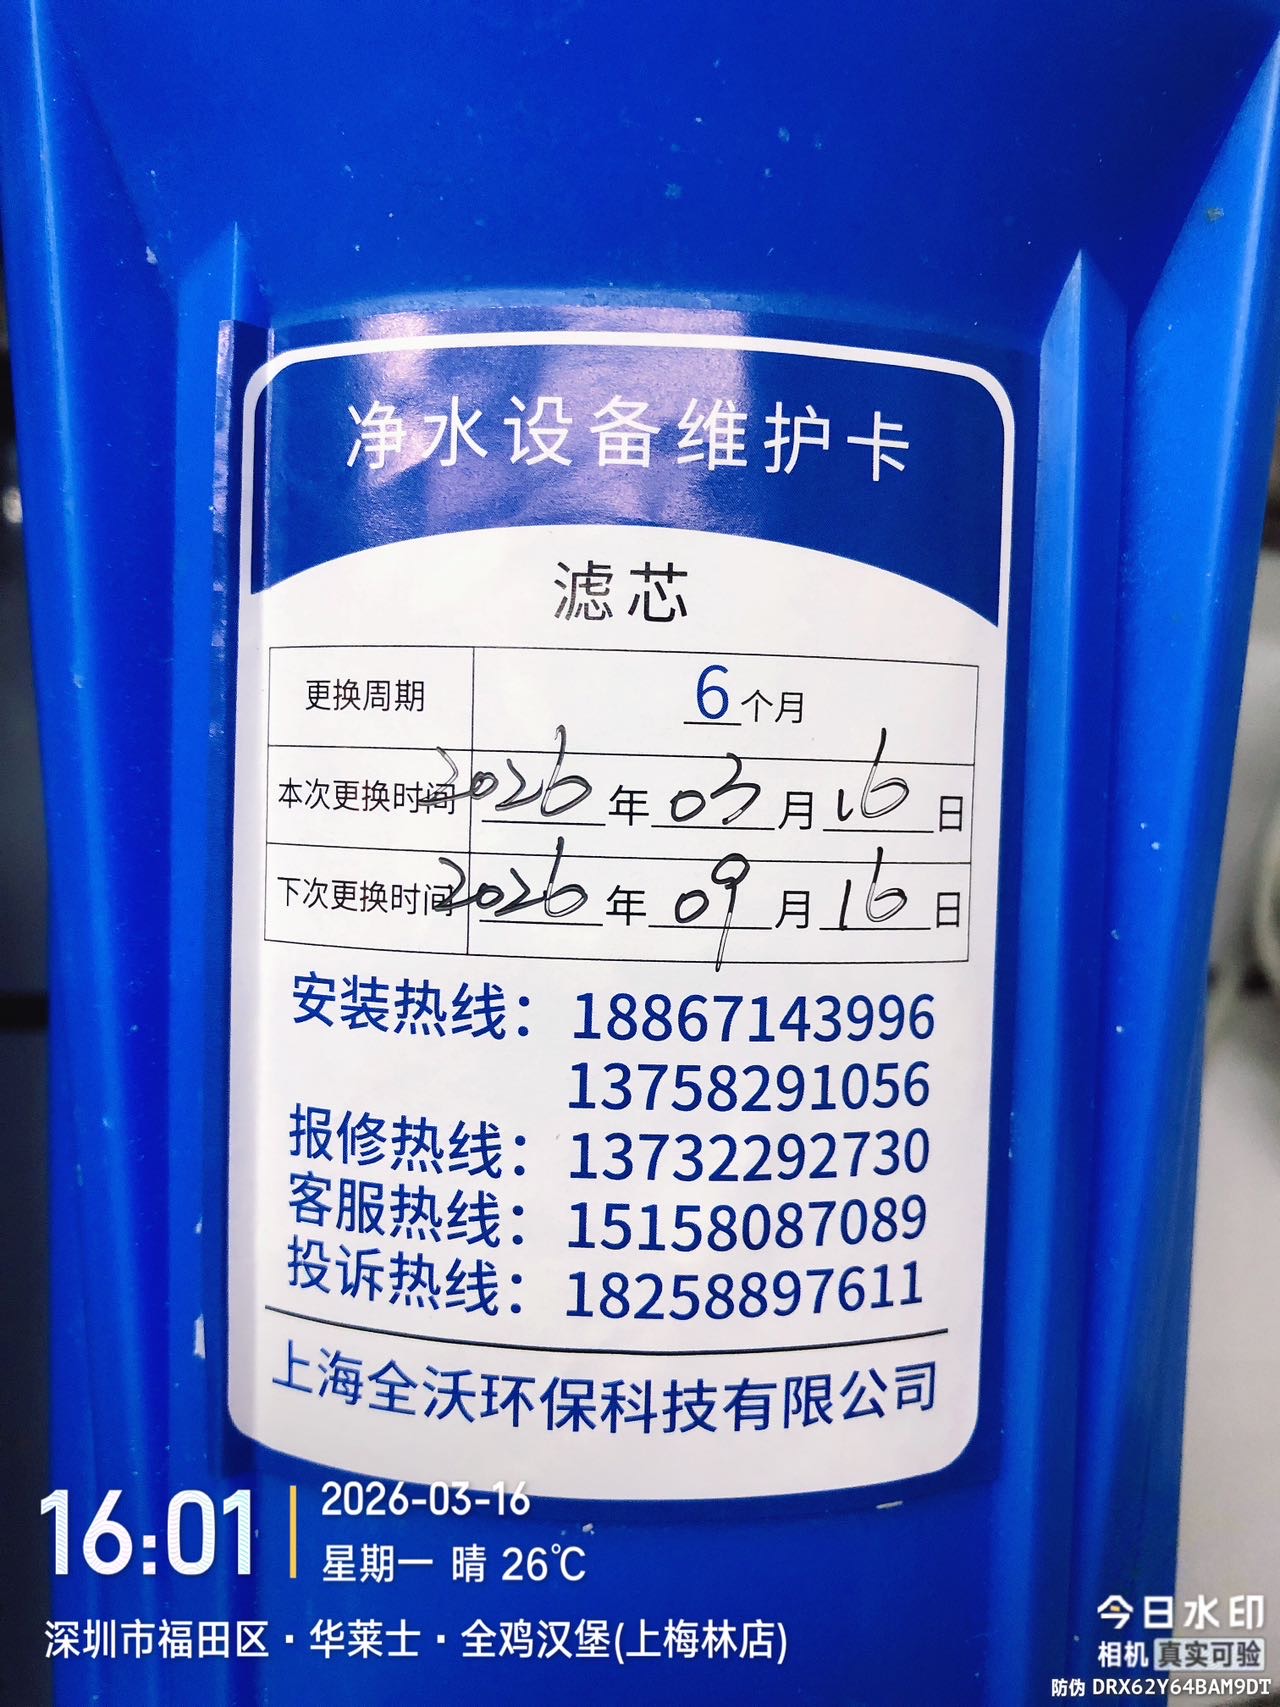 净水设备维护卡
滤芯
更换周期 6个月
本次更换时间 2026年03月16日
下次更换时间 2026年09月16日
安装热线：18867143996
13758291056
报修热线：13732292730
客服热线：15158087089
投诉热线：18258897611
上海全沃环保科技有限公司
16:01
2026-03-16
星期一 晴 26℃
深圳市福田区·华莱士·全鸡汉堡(上梅林店)
今日水印
相机 真实可验
防伪 DRX62Y64BAM9DT